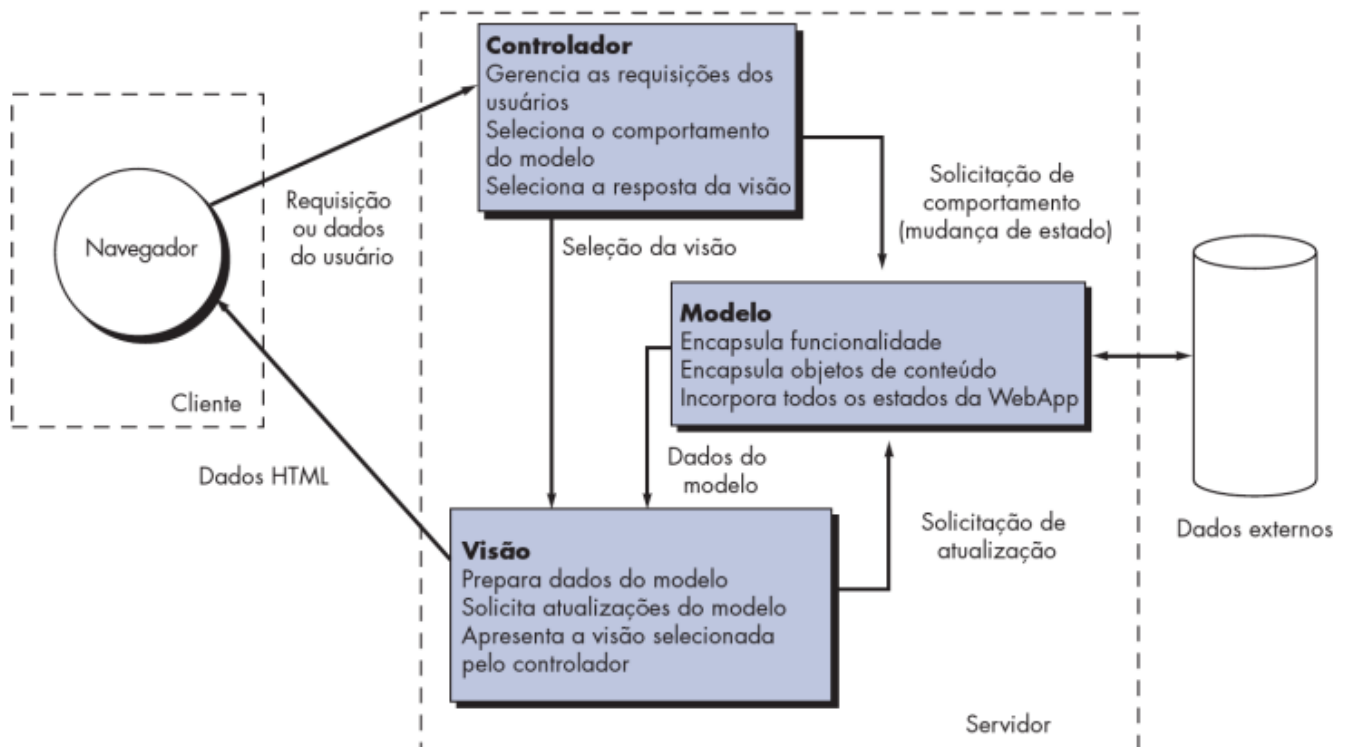 Controlador
Gerencia as requisições dos
usuários
Seleciona o comportamento
do modelo
Seleciona a resposta da visão
Navegador
Requisição
ou dados
do usuário
Cliente
Seleção da visão
Solicitação de
comportamento
(mudança de estado)
Modelo
Encapsula funcionalidade
Encapsula objetos de conteúdo
Incorpora todos os estados da WebApp
Dados externos
Dados HTML
Dados do
modelo
Solicitação de
atualização
Visão
Prepara dados do modelo
Solicita atualizações do modelo
Apresenta a visão selecionada
pelo controlador
Servidor